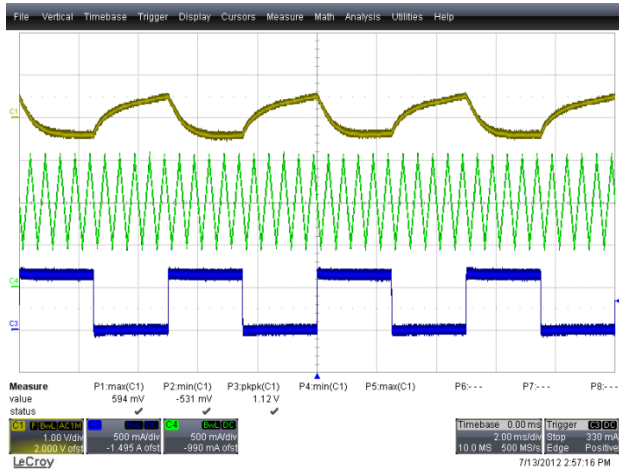 File Vertical Timebase Trigger Display Cursors Measure Math Analysis Utilities Help
C1
C4
C3
Measure P1:max(C1) P2:min(C1) P3:pkpk(C1) P4:min(C1) P5:max(C1) P6:- - - P7:- - - P8:- - -
value 594 mV -531 mV 1.12 V
status
C1 F BwL AC1M C4 BwL DC Timebase 0.00 ms Trigger C3 DC
1.00 V/div 500 mA/div 500 mA/div 2.00 ms/div Stop 330 mA
2.000 V ofst -1.495 A ofst -990 mA ofst 10.0 MS 500 MS/s Edge Positive
LeCroy 7/13/2012 2:57:16 PM